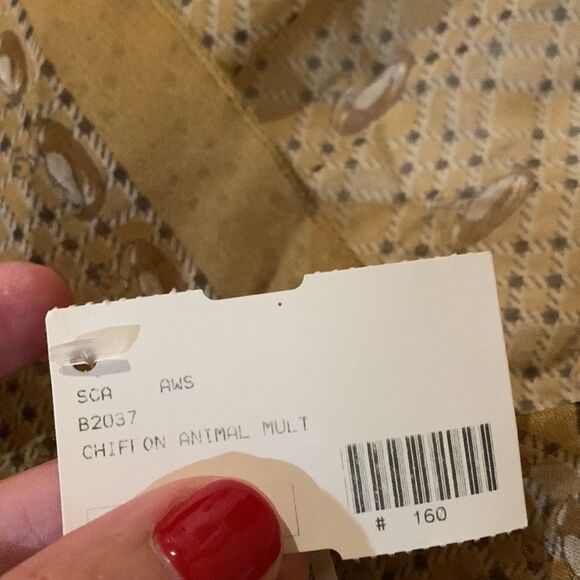 SCA AWS
B2037
CHIFFON ANIMAL MULT
# 160